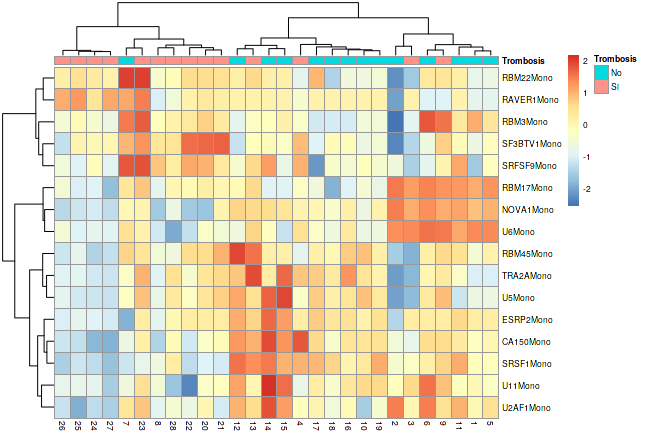 Trombosis
RBM22Mono
RAVER1Mono
RBM3Mono
SF3BTV1Mono
SRFSF9Mono
RBM17Mono
NOVA1Mono
U6Mono
RBM45Mono
TRA2AMono
U5Mono
ESRP2Mono
CA150Mono
SRSF1Mono
U11Mono
U2AF1Mono
26 25 24 27 7 23 8 28 22 20 21 12 13 14 15 4 17 18 16 10 19 2 3 6 9 11 1 5
2
1
0
-1
-2
Trombosis
No
SI